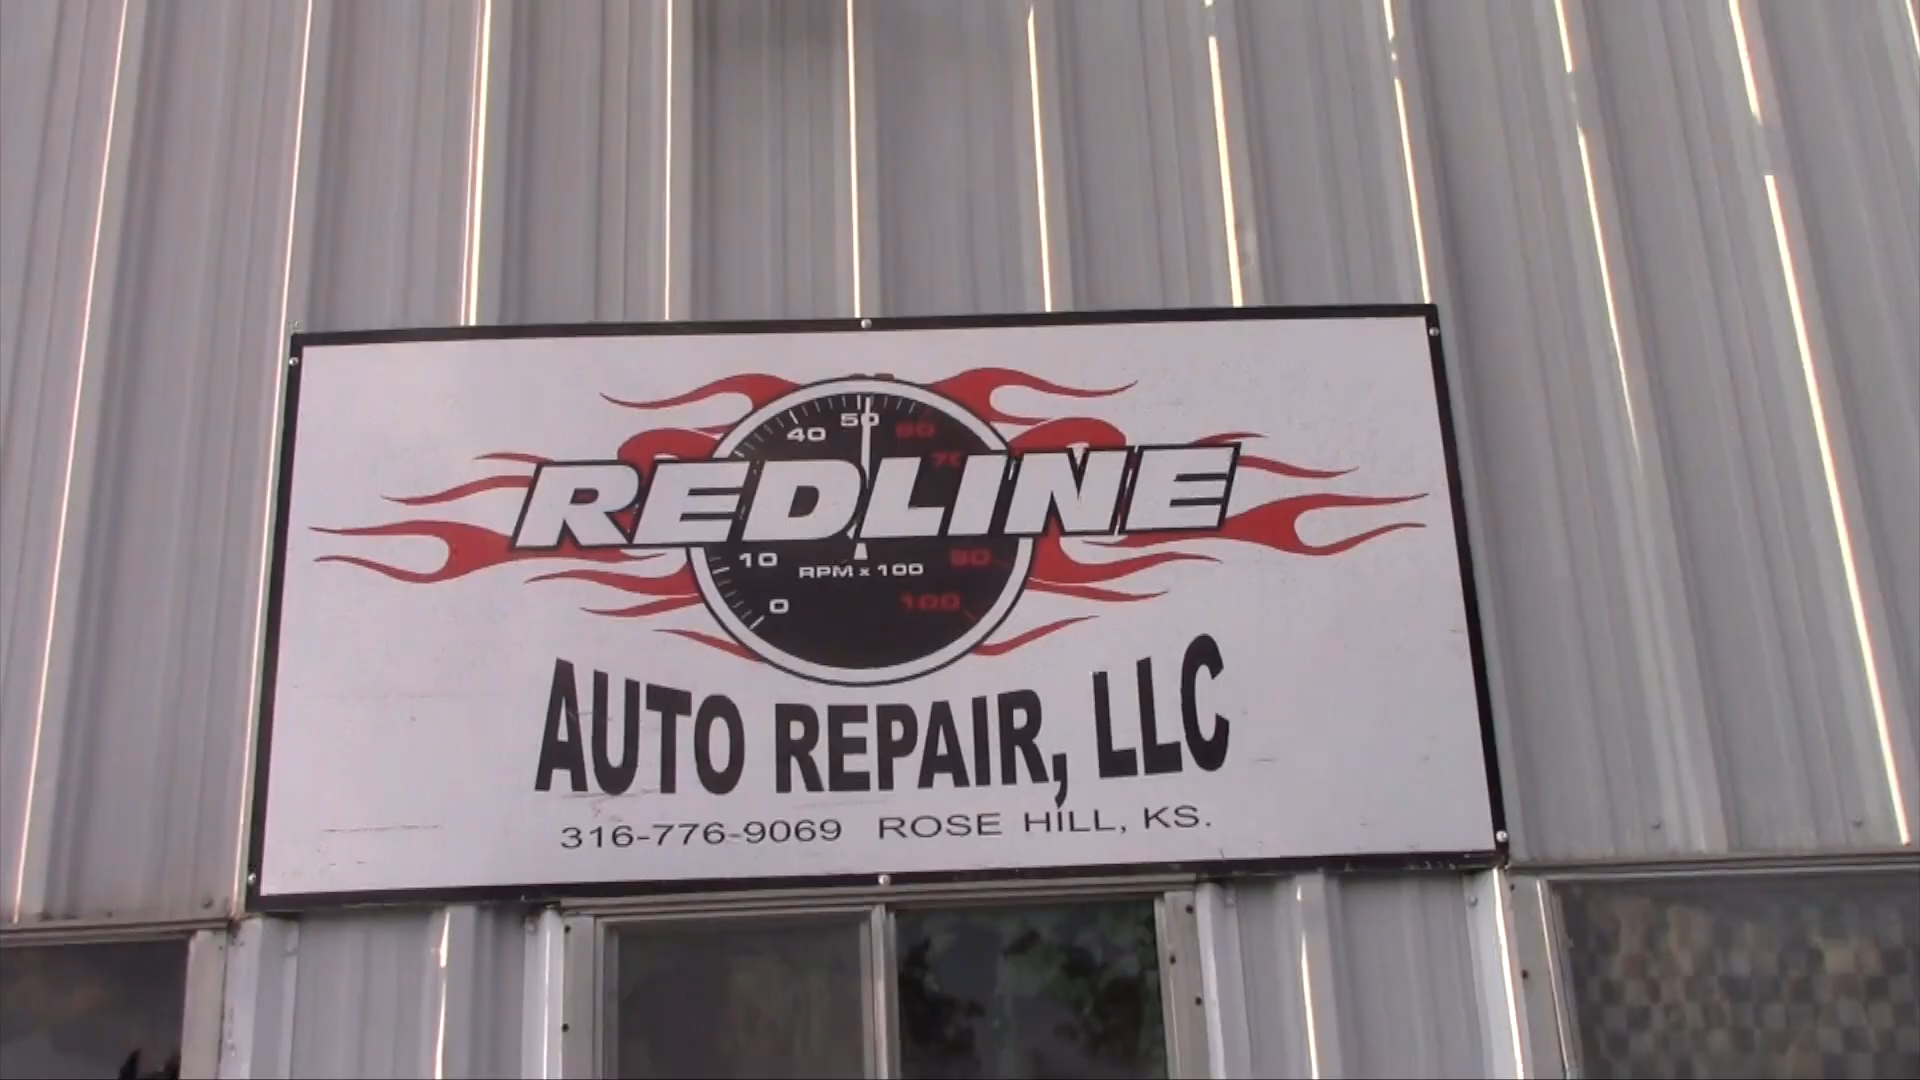 40 50 60
70
REDLINE
10 RPM x 100 90
0 100
AUTO REPAIR, LLC
316-776-9069 ROSE HILL, KS.